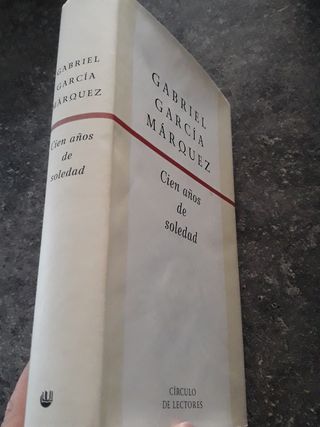 GABRIEL
GARCÍA
MÁRQUEZ
Cien años
de
soledad
GABRIEL
GARCÍA
MÁRQUEZ
Cien años
de
soledad
CÍRCULO
DE LECTORES